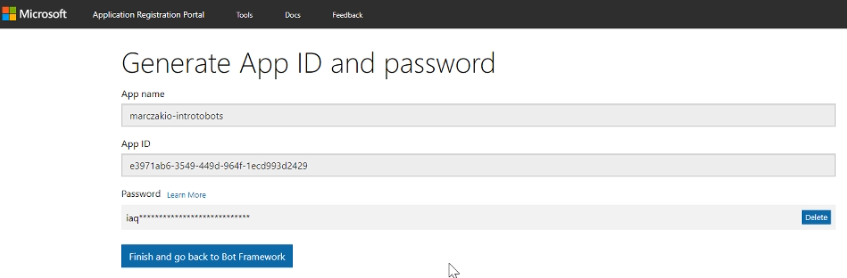 Microsoft Application Registration Portal Tools Docs Feedback
Generate App ID and password
App name
marczakio-introtobots
App ID
e3971ab6-3549-449d-964f-1ecd993d2429
Password Learn More
iaq**************************** Delete
Finish and go back to Bot Framework